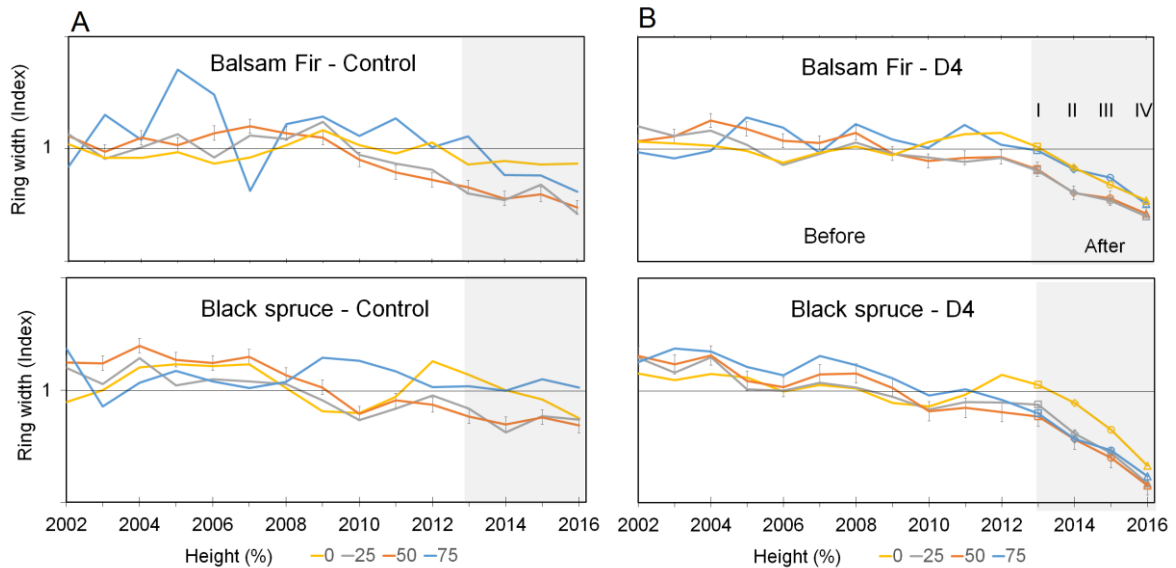 A
B
Balsam Fir - Control
Balsam Fir - D4
Ring width (Index)
1
1
I II III IV
Before
After
Black spruce - Control
Black spruce - D4
Ring width (Index)
1
1
2002 2004 2006 2008 2010 2012 2014 2016
2002 2004 2006 2008 2010 2012 2014 2016
Height (%) 0 25 50 75
Height (%) 0 25 50 75